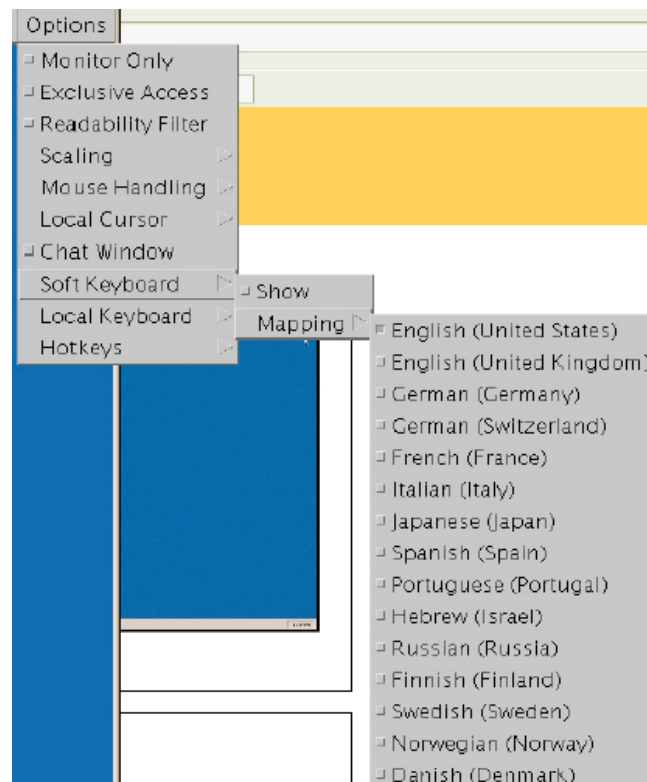 Options
Monitor Only
Exclusive Access
Readability Filter
Scaling
Mouse Handling
Local Cursor
Chat Window
Soft Keyboard
Local Keyboard
Hotkeys
Show
Mapping
English (United States)
English (United Kingdom)
German (Germany)
German (Switzerland)
French (France)
Italian (Italy)
Japanese (Japan)
Spanish (Spain)
Portuguese (Portugal)
Hebrew (Israel)
Russian (Russia)
Finnish (Finland)
Swedish (Sweden)
Norwegian (Norway)
Danish (Denmark)